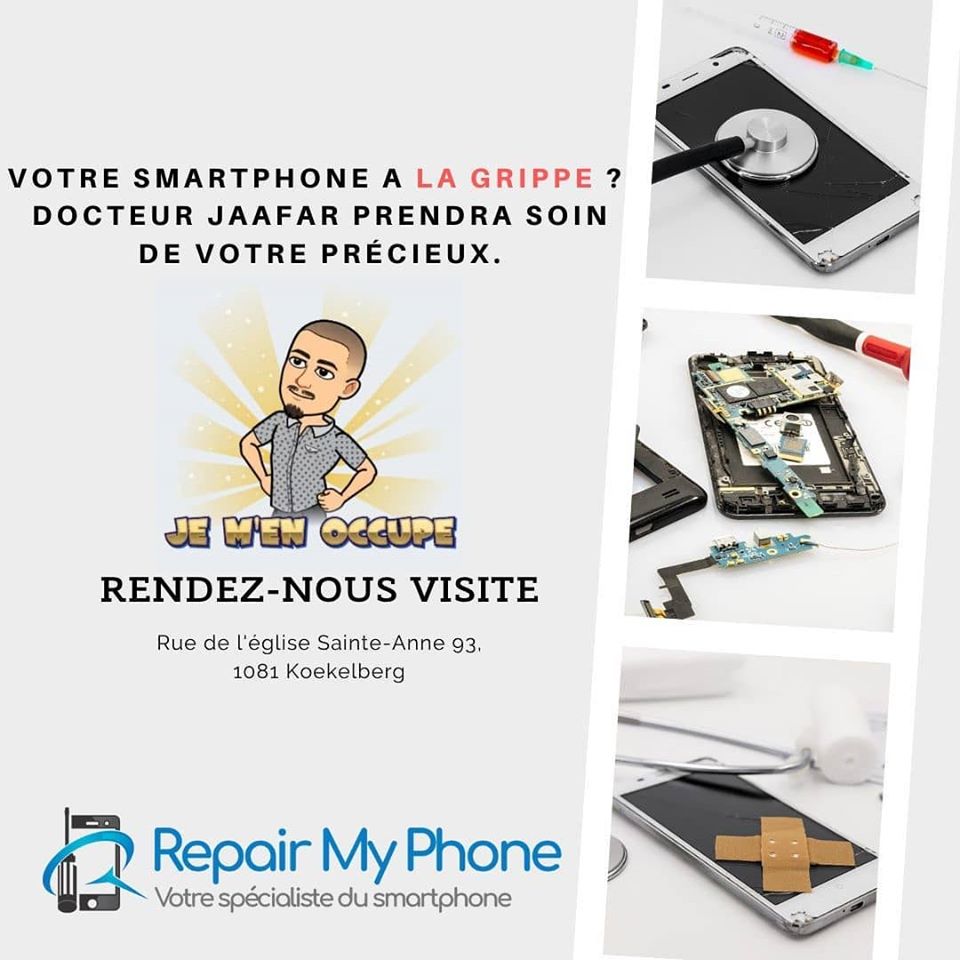 VOTRE SMARTPHONE A LA GRIPPE ?
DOCTEUR JAAFAR PRENDRA SOIN
DE VOTRE PRÉCIEUX.
JE M'EN OCCUPE
RENDEZ-NOUS VISITE
Rue de l'église Sainte-Anne 93,
1081 Koekelberg
Repair My Phone
Votre spécialiste du smartphone